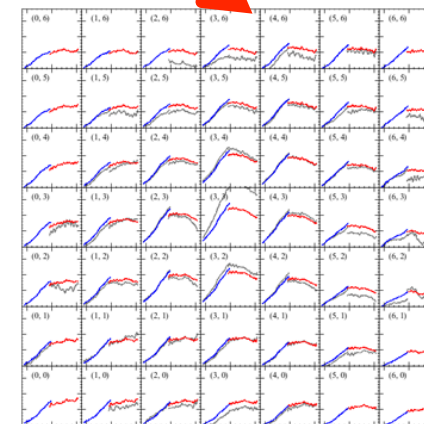 (0, 6) (1, 6) (2, 6) (3, 6) (4, 6) (5, 6) (6, 6)
(0, 5) (1, 5) (2, 5) (3, 5) (4, 5) (5, 5) (6, 5)
(0, 4) (1, 4) (2, 4) (3, 4) (4, 4) (5, 4) (6, 4)
(0, 3) (1, 3) (2, 3) (3, 3) (4, 3) (5, 3) (6, 3)
(0, 2) (1, 2) (2, 2) (3, 2) (4, 2) (5, 2) (6, 2)
(0, 1) (1, 1) (2, 1) (3, 1) (4, 1) (5, 1) (6, 1)
(0, 0) (1, 0) (2, 0) (3, 0) (4, 0) (5, 0) (6, 0)